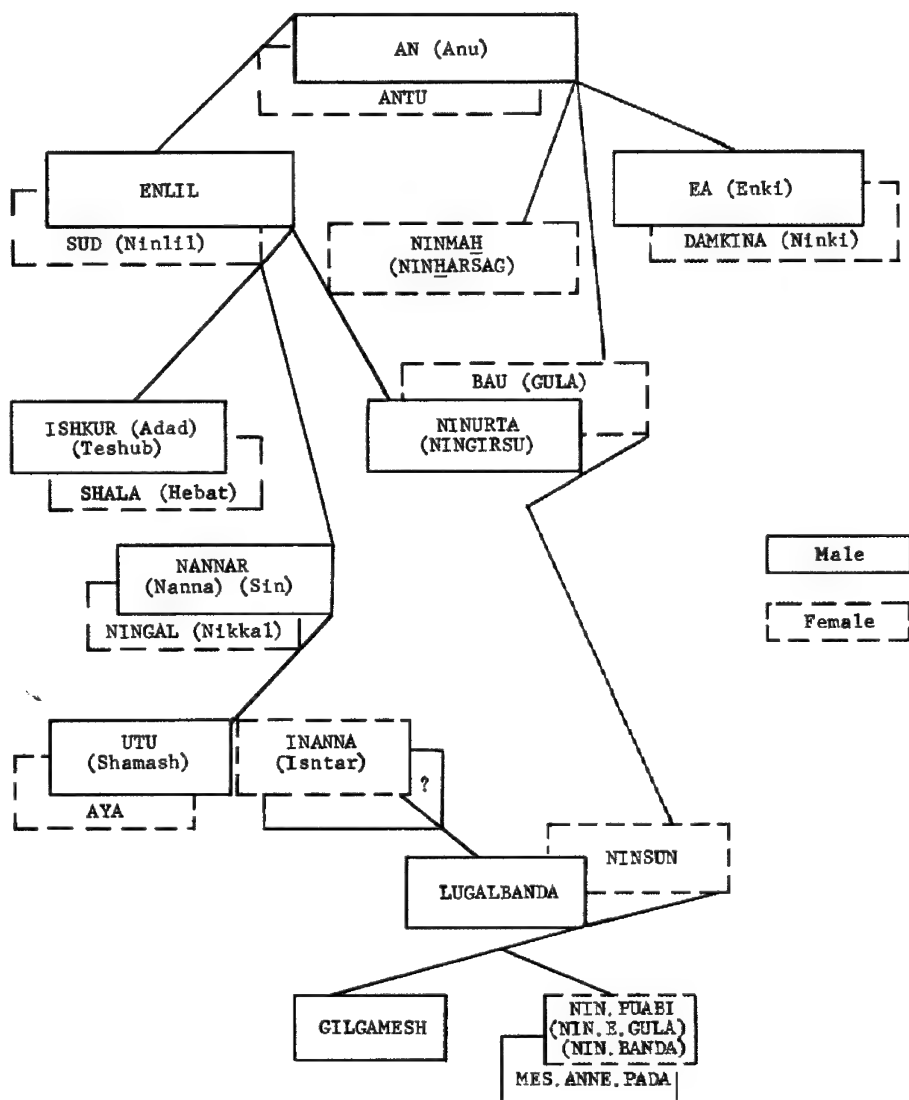 AN (Anu)
ANTU
ENLIL
SUD (Ninlil)
NINMAẖ
(NINẖARSAG)
EA (Enki)
DAMKINA (Ninki)
BAU (GULA)
ISHKUR (Adad)
(Teshub)
SHALA (Hebat)
NINURTA
(NINGIRSU)
NANNAR
(Nanna) (Sin)
NINGAL (Nikkal)
Male
Female
UTU
(Shamash)
AYA
INANNA
(Isntar)
?
NINSUN
LUGALBANDA
GILGAMESH
NIN.PUABI
(NIN.E.GULA)
(NIN.BANDA)
MES.ANNE.PADA